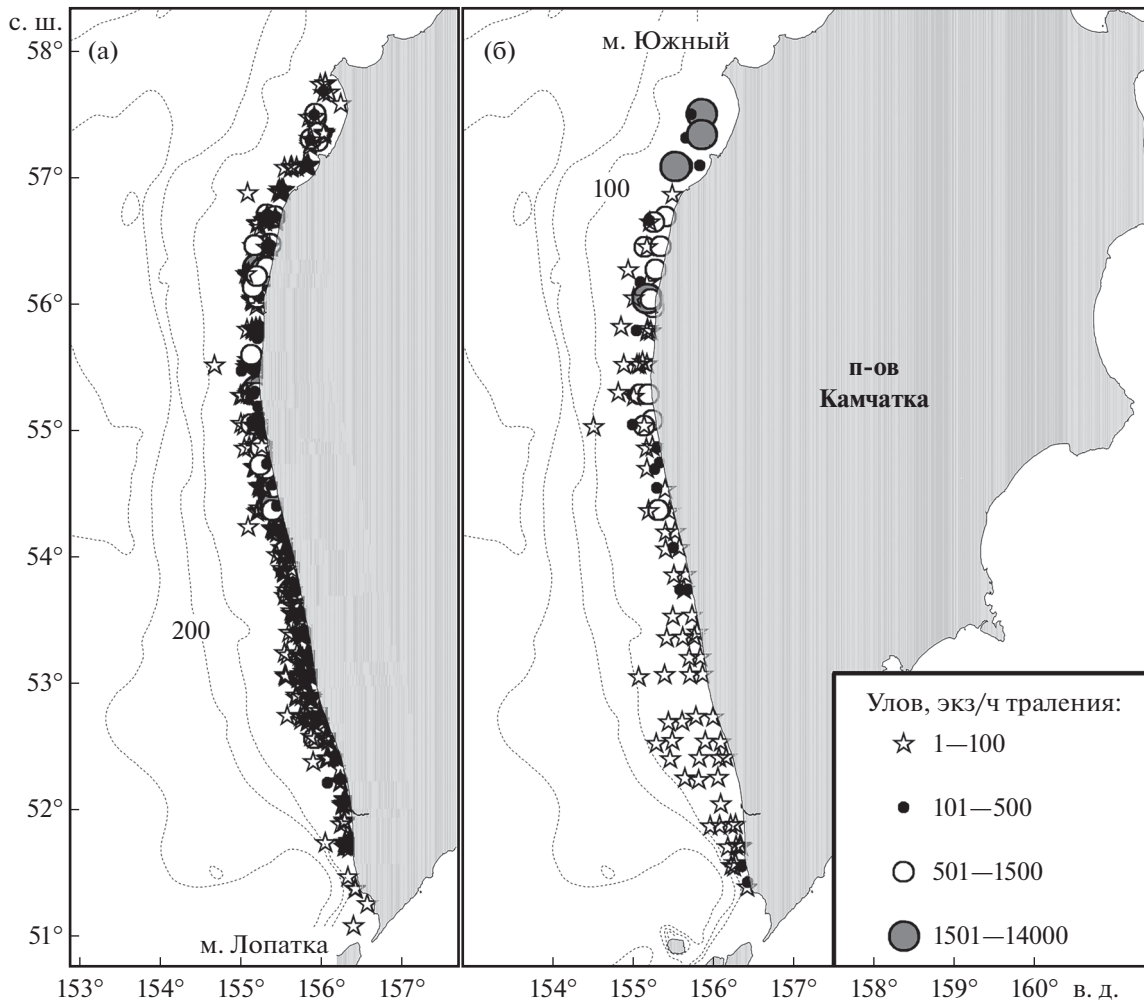 с. ш.
58°
57°
56°
55°
54°
53°
52°
51°
(а)
200
м. Лопатка
(б)
м. Южный
100
п-ов
Камчатка
Улов, экз/ч траления:
1—100
101—500
501—1500
1501—14000
153° 154° 155° 156° 157° 154° 155° 156° 157° 158° 159° 160° в. д.